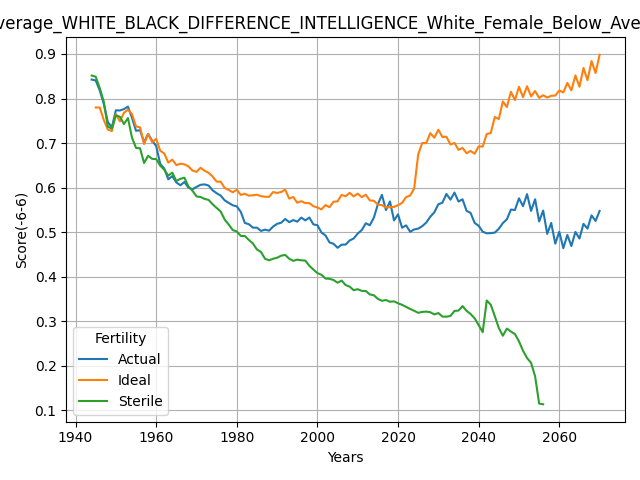 verage_WHITE_BLACK_DIFFERENCE_INTELLIGENCE_White_Female_Below_Ave
0.9
0.8
0.7
0.6
0.5
0.4
0.3
0.2
0.1
Score(-6-6)
Fertility
Actual
Ideal
Sterile
1940 1960 1980 2000 2020 2040 2060
Years